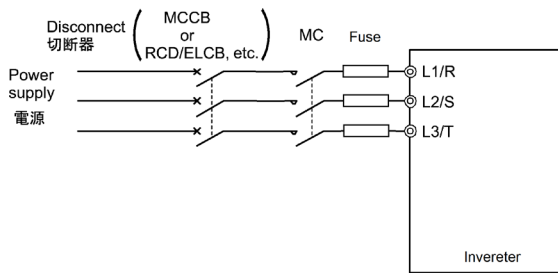 Disconnect
切断器
MCCB
or
RCD/ELCB, etc.
MC
Fuse
Power
supply
電源
L1/R
L2/S
L3/T
Invereter